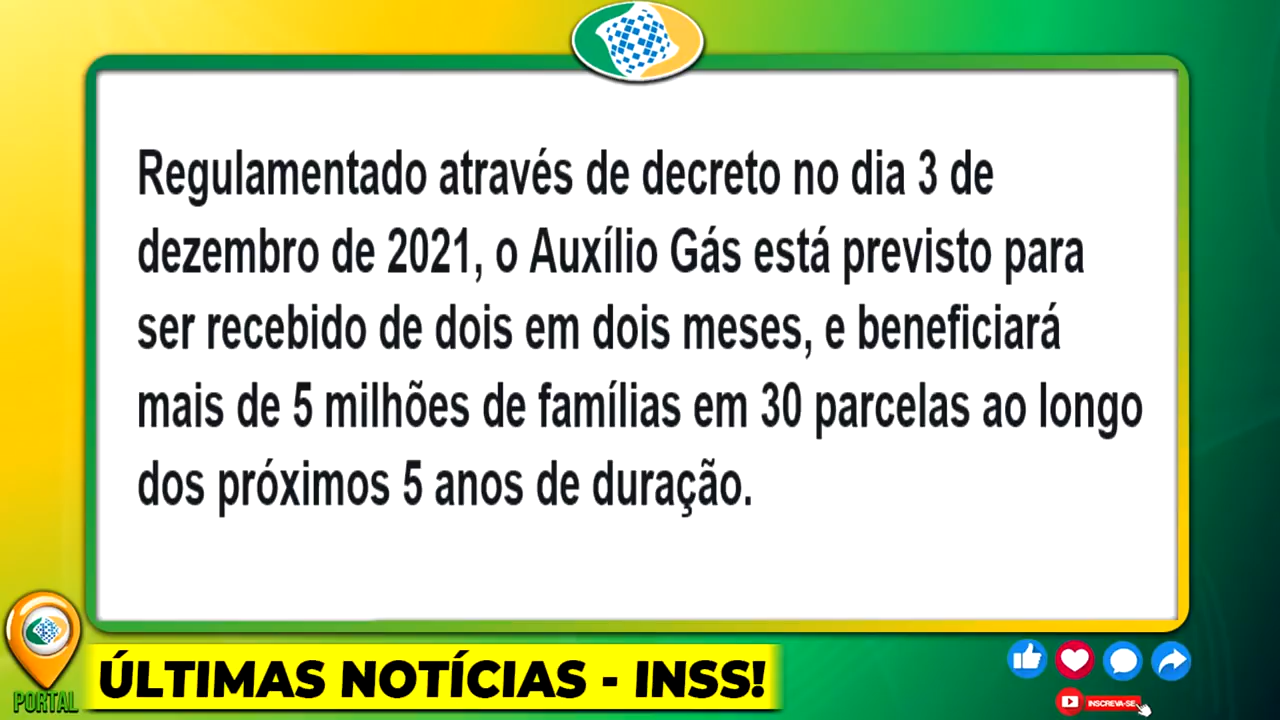 Regulamentado através de decreto no dia 3 de
dezembro de 2021, o Auxílio Gás está previsto para
ser recebido de dois em dois meses, e beneficiará
mais de 5 milhões de famílias em 30 parcelas ao longo
dos próximos 5 anos de duração.
PORTAL
ÚLTIMAS NOTÍCIAS - INSS!
INSCREVA-SE